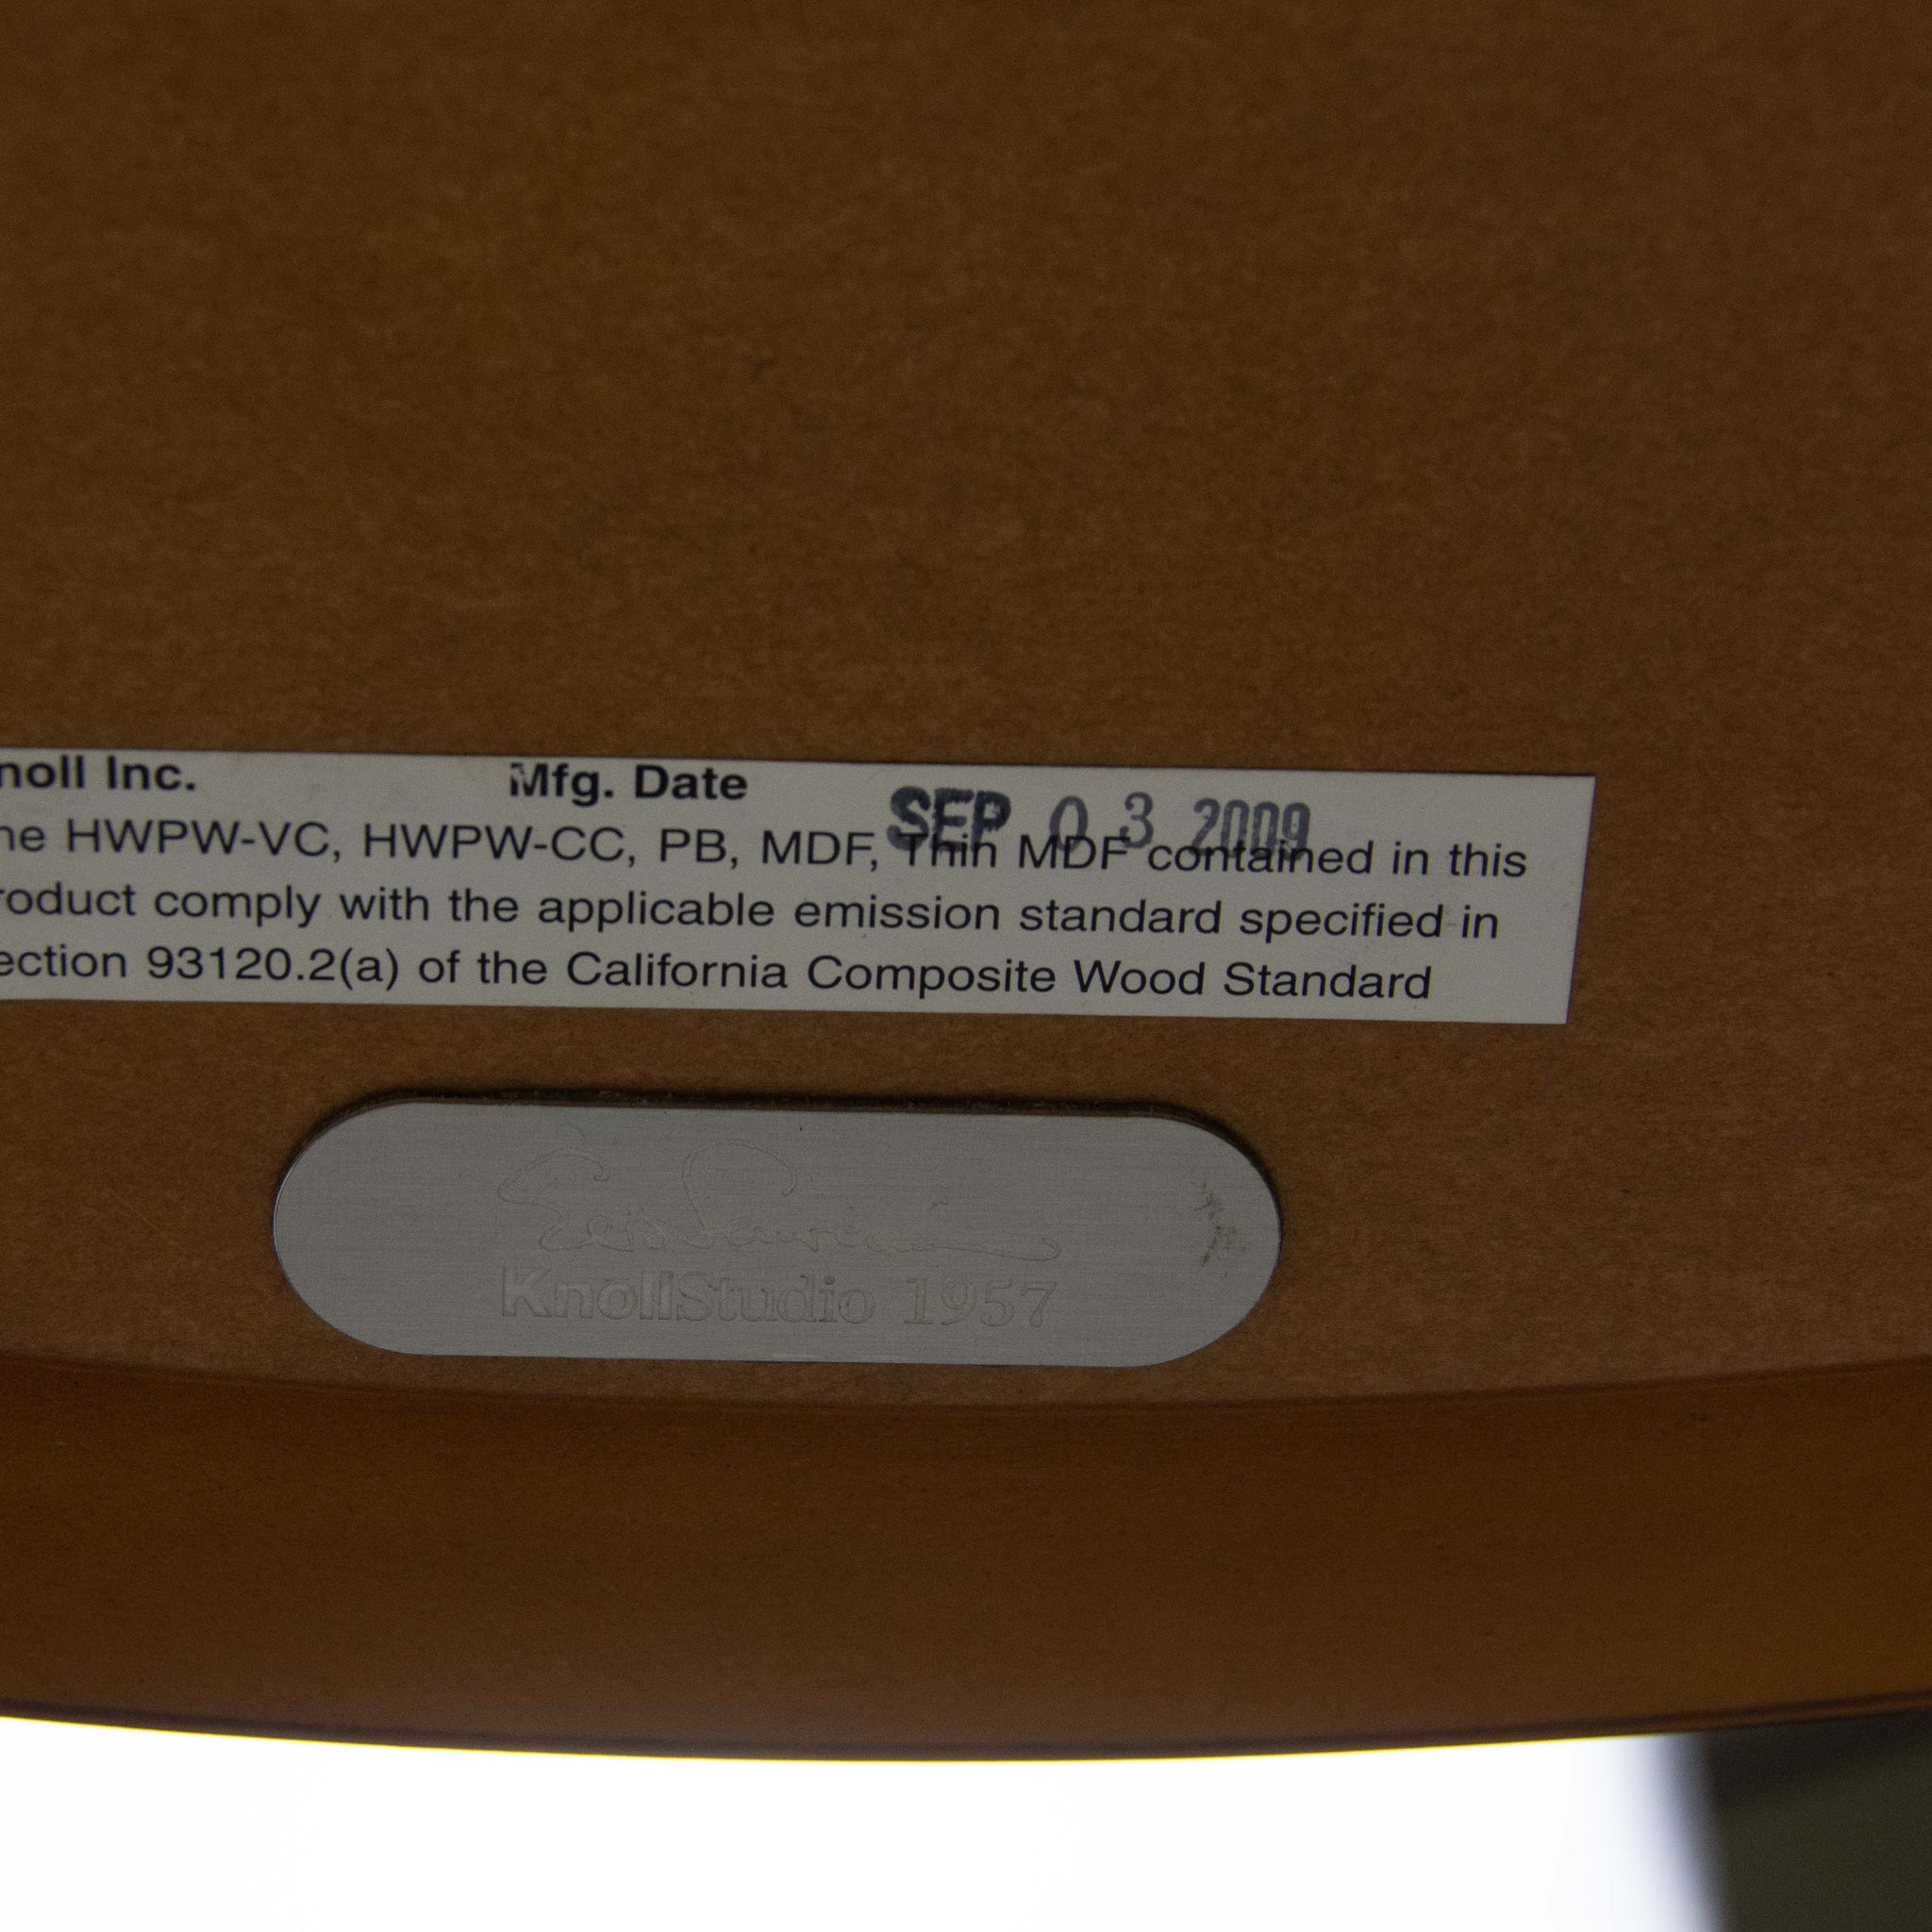 noll Inc. Mfg. Date SEP 03 2009
he HWPW-VC, HWPW-CC, PB, MDF, Thin MDF contained in this
roduct comply with the applicable emission standard specified in
ection 93120.2(a) of the California Composite Wood Standard
Eero Saarinen
KnollStudio 1957